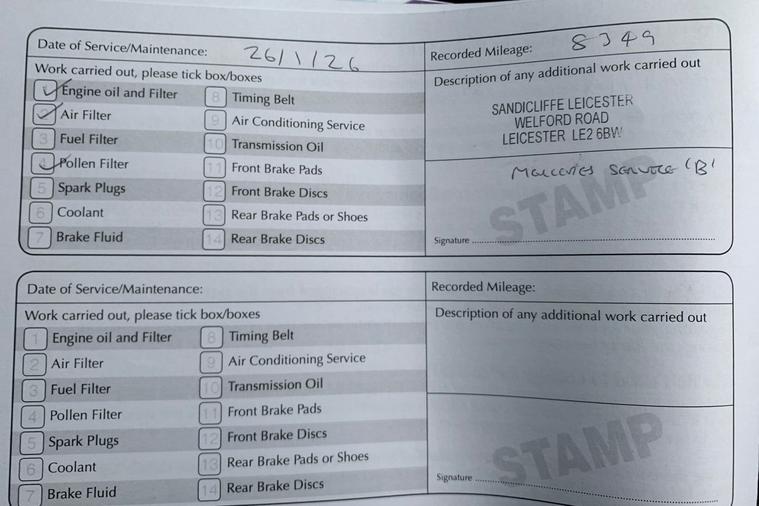 Date of Service/Maintenance: 26/1/26
Recorded Mileage: 8349
Work carried out, please tick box/boxes
Description of any additional work carried out
1 Engine oil and Filter
8 Timing Belt
2 Air Filter
9 Air Conditioning Service
3 Fuel Filter
10 Transmission Oil
4 Pollen Filter
11 Front Brake Pads
5 Spark Plugs
12 Front Brake Discs
6 Coolant
13 Rear Brake Pads or Shoes
7 Brake Fluid
14 Rear Brake Discs
SANDICLIFFE LEICESTER
WELFORD ROAD
LEICESTER LE2 6BW
SERVICE 'B'
STAMP
Signature
Date of Service/Maintenance:
Recorded Mileage:
Work carried out, please tick box/boxes
Description of any additional work carried out
1 Engine oil and Filter
8 Timing Belt
2 Air Filter
9 Air Conditioning Service
3 Fuel Filter
10 Transmission Oil
4 Pollen Filter
11 Front Brake Pads
5 Spark Plugs
12 Front Brake Discs
6 Coolant
13 Rear Brake Pads or Shoes
7 Brake Fluid
14 Rear Brake Discs
STAMP
Signature